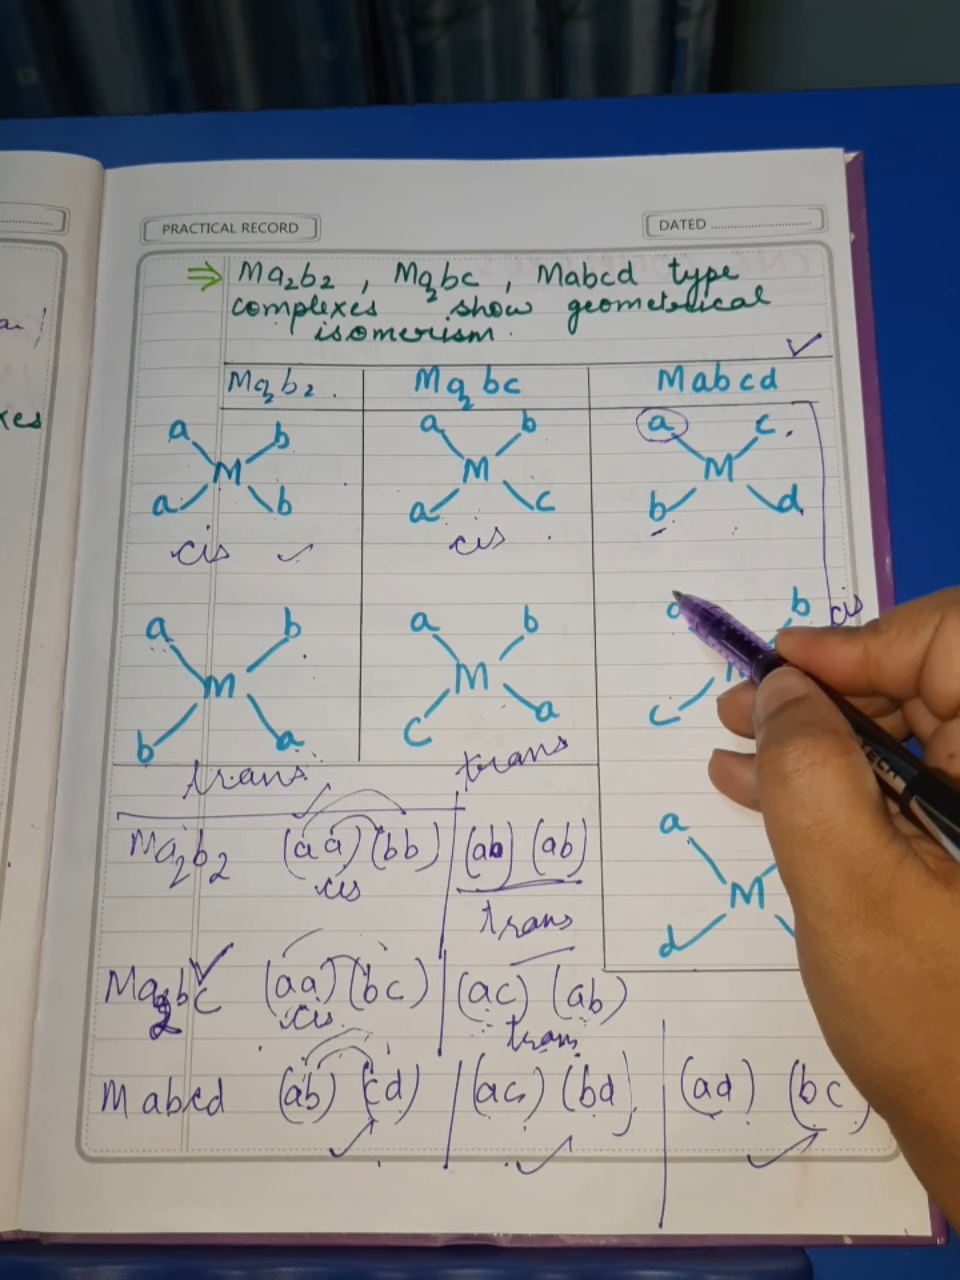 PRACTICAL RECORD
DATED
⇒ Ma₂b₂ , Ma₂bc , Mabcd type
complexes show geometrical
isomerism.
xes
Ma₂b₂. Ma₂bc Mabcd
a b a b a c
M M M
a b a c b d
cis cis
a b a b a b
M M M
b a c a c
cis
trans trans
a
M
d
Ma₂b₂ (aa) (bb) (ab) (ab)
cis trans
Ma₂bc (aa) (bc) (ac) (ab)
cis trans
Mabcd (ab) (cd) (ac) (bd) (ad) (bc)